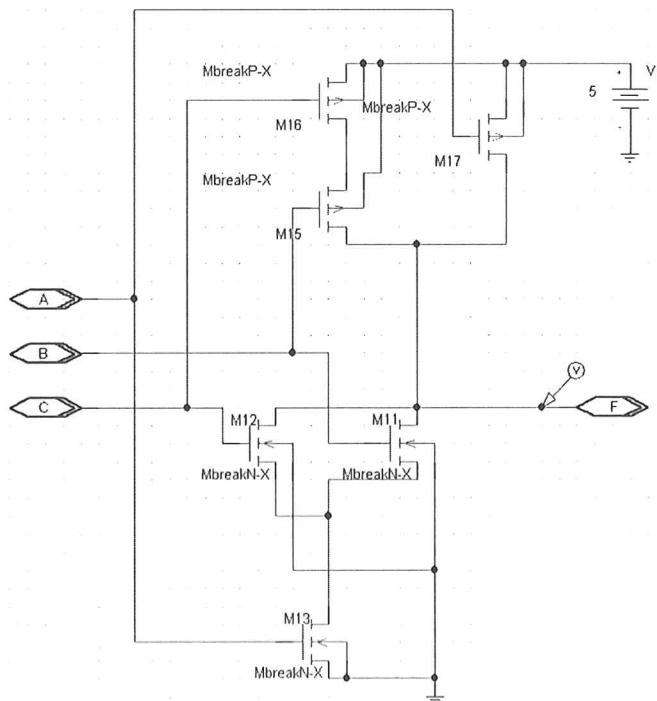 MbreakP-X
M16
MbreakP-X
+
5
V
-
M17
MbreakP-X
M15
A
B
C
V
F
M12
M11
MbreakN-X
MbreakN-X
M13
MbreakN-X